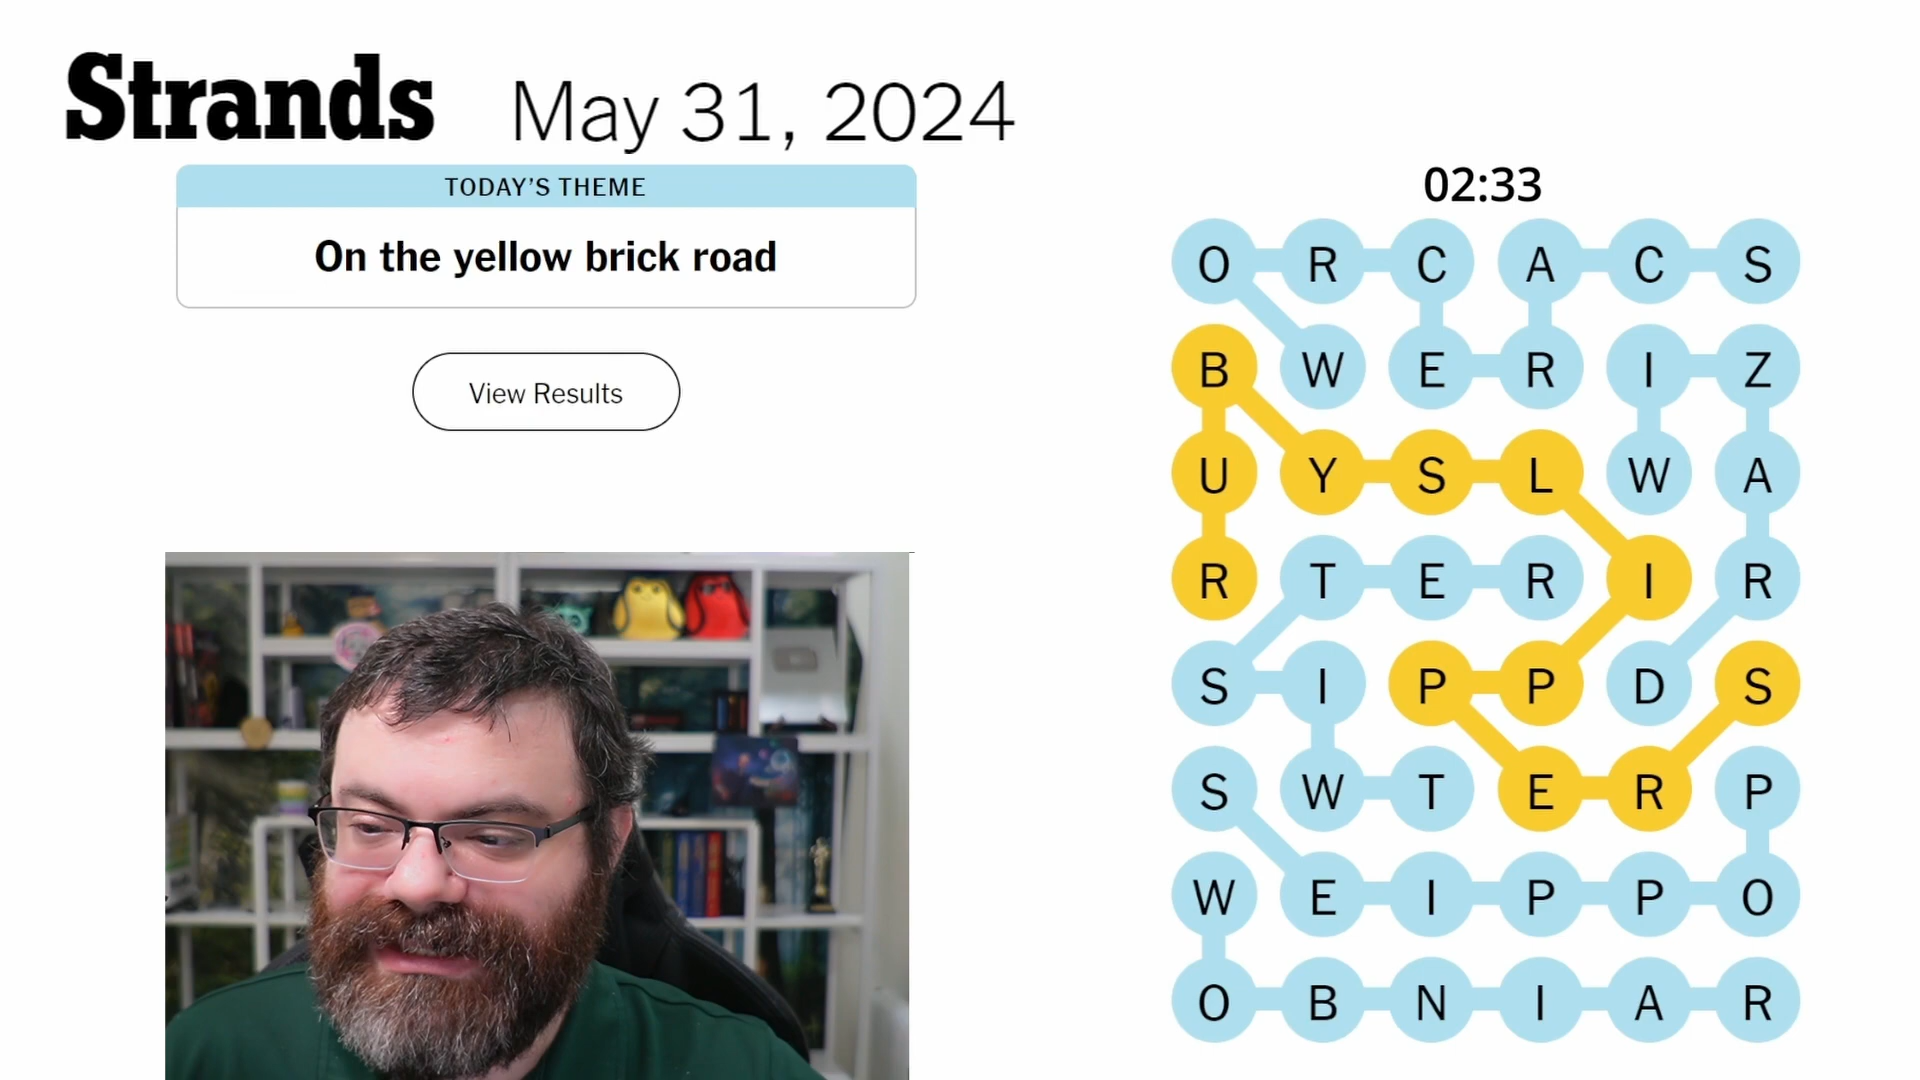 Strands May 31, 2024
TODAY'S THEME
On the yellow brick road
View Results
02:33
O R C A C S
B W E R I Z
U Y S L W A
R T E R I R
S I P P D S
S W T E R P
W E I P P O
O B N I A R